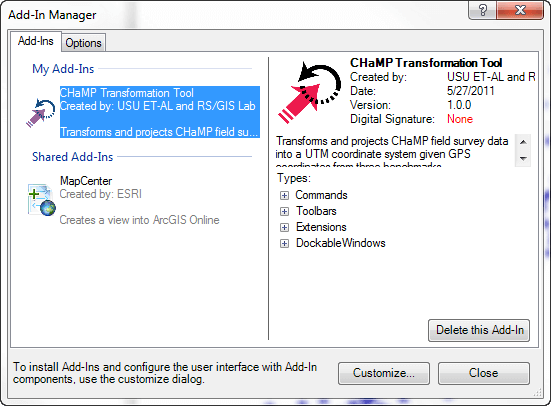 Add-In Manager
Add-Ins
Options
My Add-Ins
CHaMP Transformation Tool
Created by: USU ET-AL and RS/GIS Lab
Transforms and projects CHaMP field su...
Shared Add-Ins
MapCenter
Created by: ESRI
Creates a view into ArcGIS Online
CHaMP Transformation Tool
Created by: USU ET-AL and R
Date: 5/27/2011
Version: 1.0.0
Digital Signature: None
Transforms and projects CHaMP field survey data
into a UTM coordinate system given GPS
coordinates from three benchmarks
Types:
Commands
Toolbars
Extensions
DockableWindows
Delete this Add-In
To install Add-Ins and configure the user interface with Add-In
components, use the customize dialog.
Customize...
Close